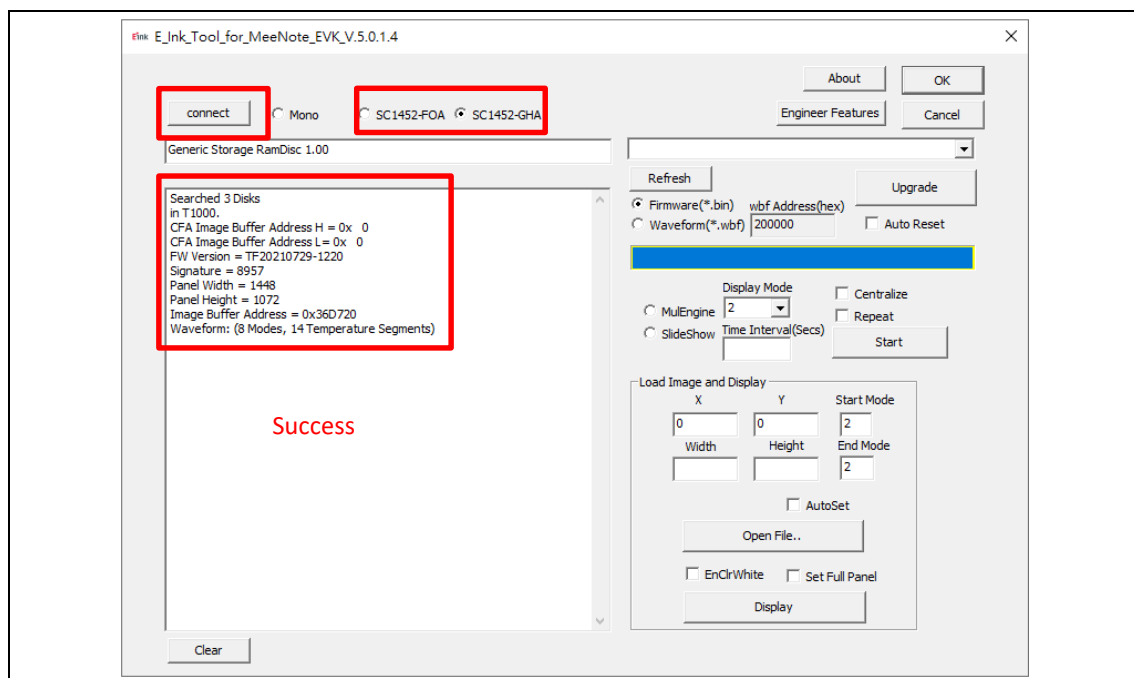 Eink E_Ink_Tool_for_MeeNote_EVK_V.5.0.1.4
About OK
connect Mono SC1452-FOA SC1452-GHA Engineer Features Cancel
Generic Storage RamDisc 1.00
Searched 3 Disks
in T1000.
CFA Image Buffer Address H = 0x 0
CFA Image Buffer Address L= 0x 0
FW Version = TF20210729-1220
Signature = 8957
Panel Width = 1448
Panel Height = 1072
Image Buffer Address = 0x36D720
Waveform: (8 Modes, 14 Temperature Segments)
Success
Clear
Refresh Upgrade
Firmware(*.bin) wbf Address(hex)
Waveform(*.wbf) 200000 Auto Reset
Display Mode Centralize
MulEngine 2 Repeat
SlideShow Time Interval(Secs) Start
Load Image and Display
X Y Start Mode
0 0 2
Width Height End Mode
2
AutoSet
Open File..
EnClrWhite Set Full Panel
Display